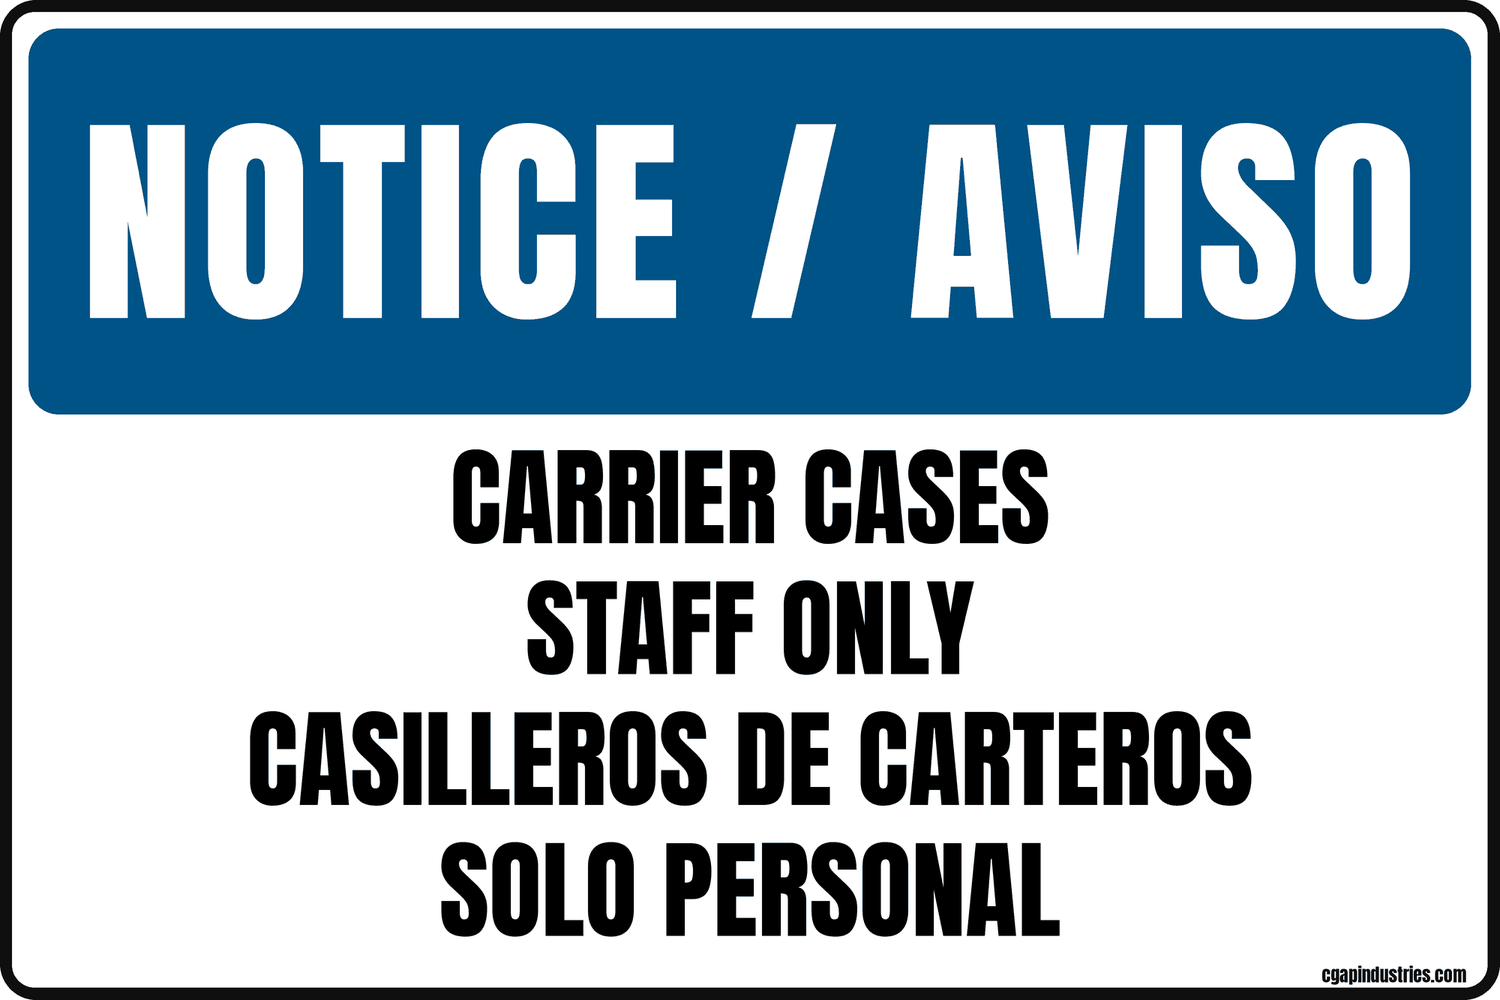 NOTICE / AVISO
CARRIER CASES
STAFF ONLY
CASILLEROS DE CARTEROS
SOLO PERSONAL
cgapindustries.com